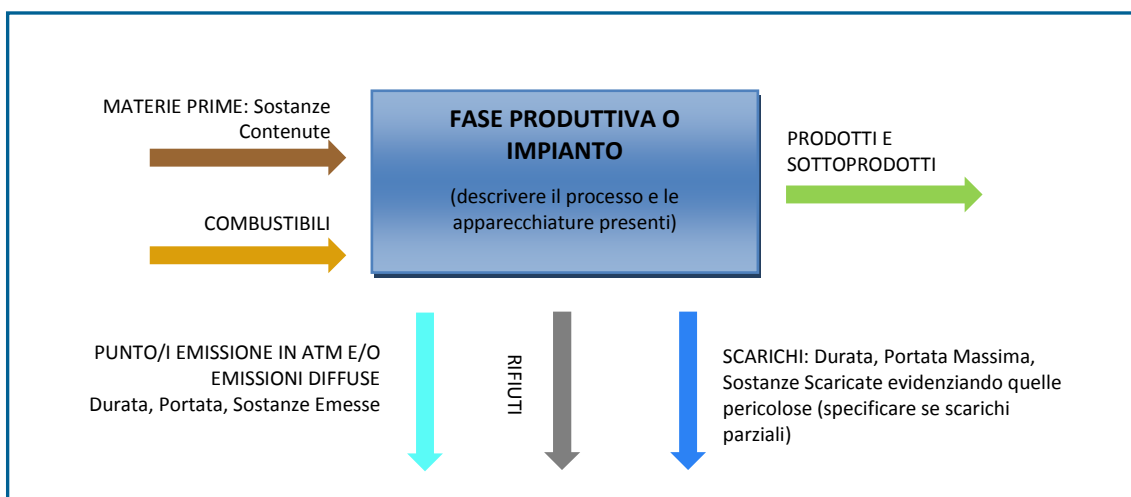 MATERIE PRIME: Sostanze
Contenute
COMBUSTIBILI
FASE PRODUTTIVA O
IMPIANTO
(descrivere il processo e le
apparecchiature presenti)
PRODOTTI E
SOTTOPRODOTTI
PUNTO/I EMISSIONE IN ATM E/O
EMISSIONI DIFFUSE
Durata, Portata, Sostanze Emesse
RIFIUTI
SCARICHI: Durata, Portata Massima,
Sostanze Scaricate evidenziando quelle
pericolose (specificare se scarichi
parziali)